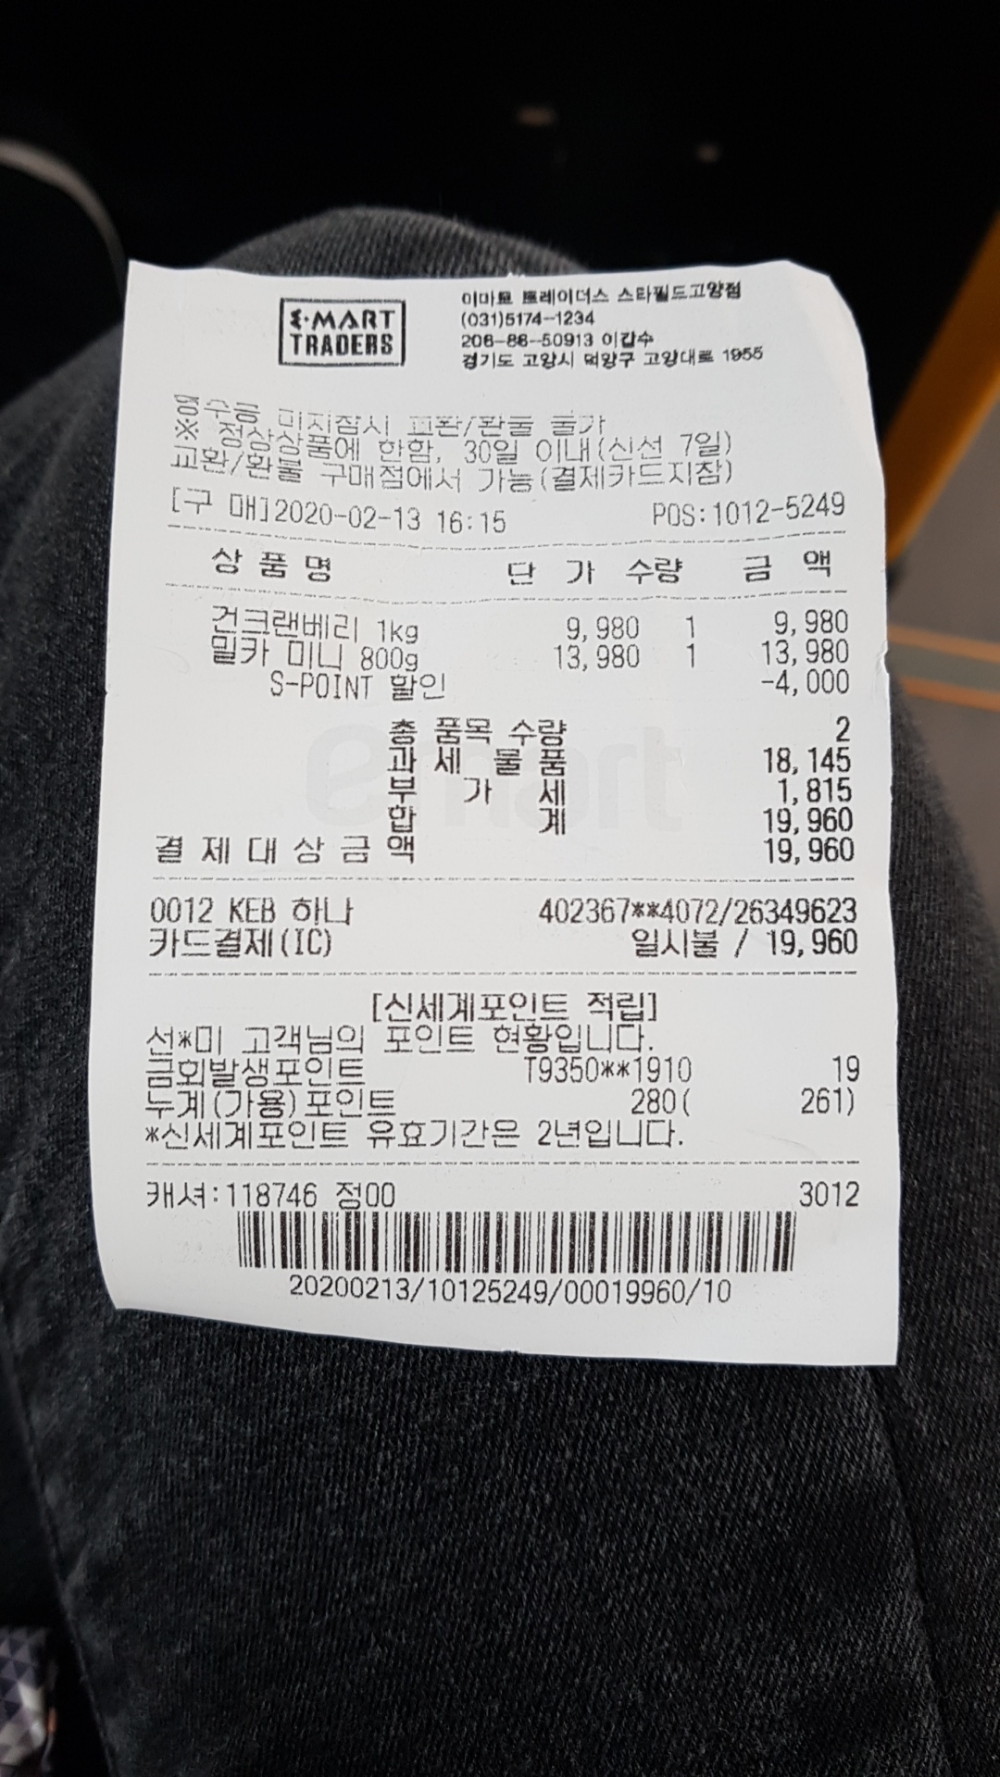 E·MART
TRADERS
이마트 트레이더스 스타필드고양점
(031)5174-1234
206-86-50913 이갑수
경기도 고양시 덕양구 고양대로 1955
영수증 미지참시 교환/환불 불가
※ 정상상품에 한함, 30일 이내(신선 7일)
교환/환불 구매점에서 가능(결제카드지참)
[구 매]2020-02-13 16:15 POS:1012-5249
상 품 명 단 가 수량 금 액
건크랜베리 1kg 9,980 1 9,980
밀카 미니 800g 13,980 1 13,980
S-POINT 할인 -4,000
총 품목 수량 2
과 세 물 품 18,145
부 가 세 1,815
합 계 19,960
결 제 대 상 금 액 19,960
0012 KEB 하나 402367**4072/26349623
카드결제(IC) 일시불 / 19,960
[신세계포인트 적립]
선*미 고객님의 포인트 현황입니다.
금회발생포인트 T9350**1910 19
누계(가용)포인트 280( 261)
*신세계포인트 유효기간은 2년입니다.
캐셔:118746 정00 3012
20200213/10125249/00019960/10
emart